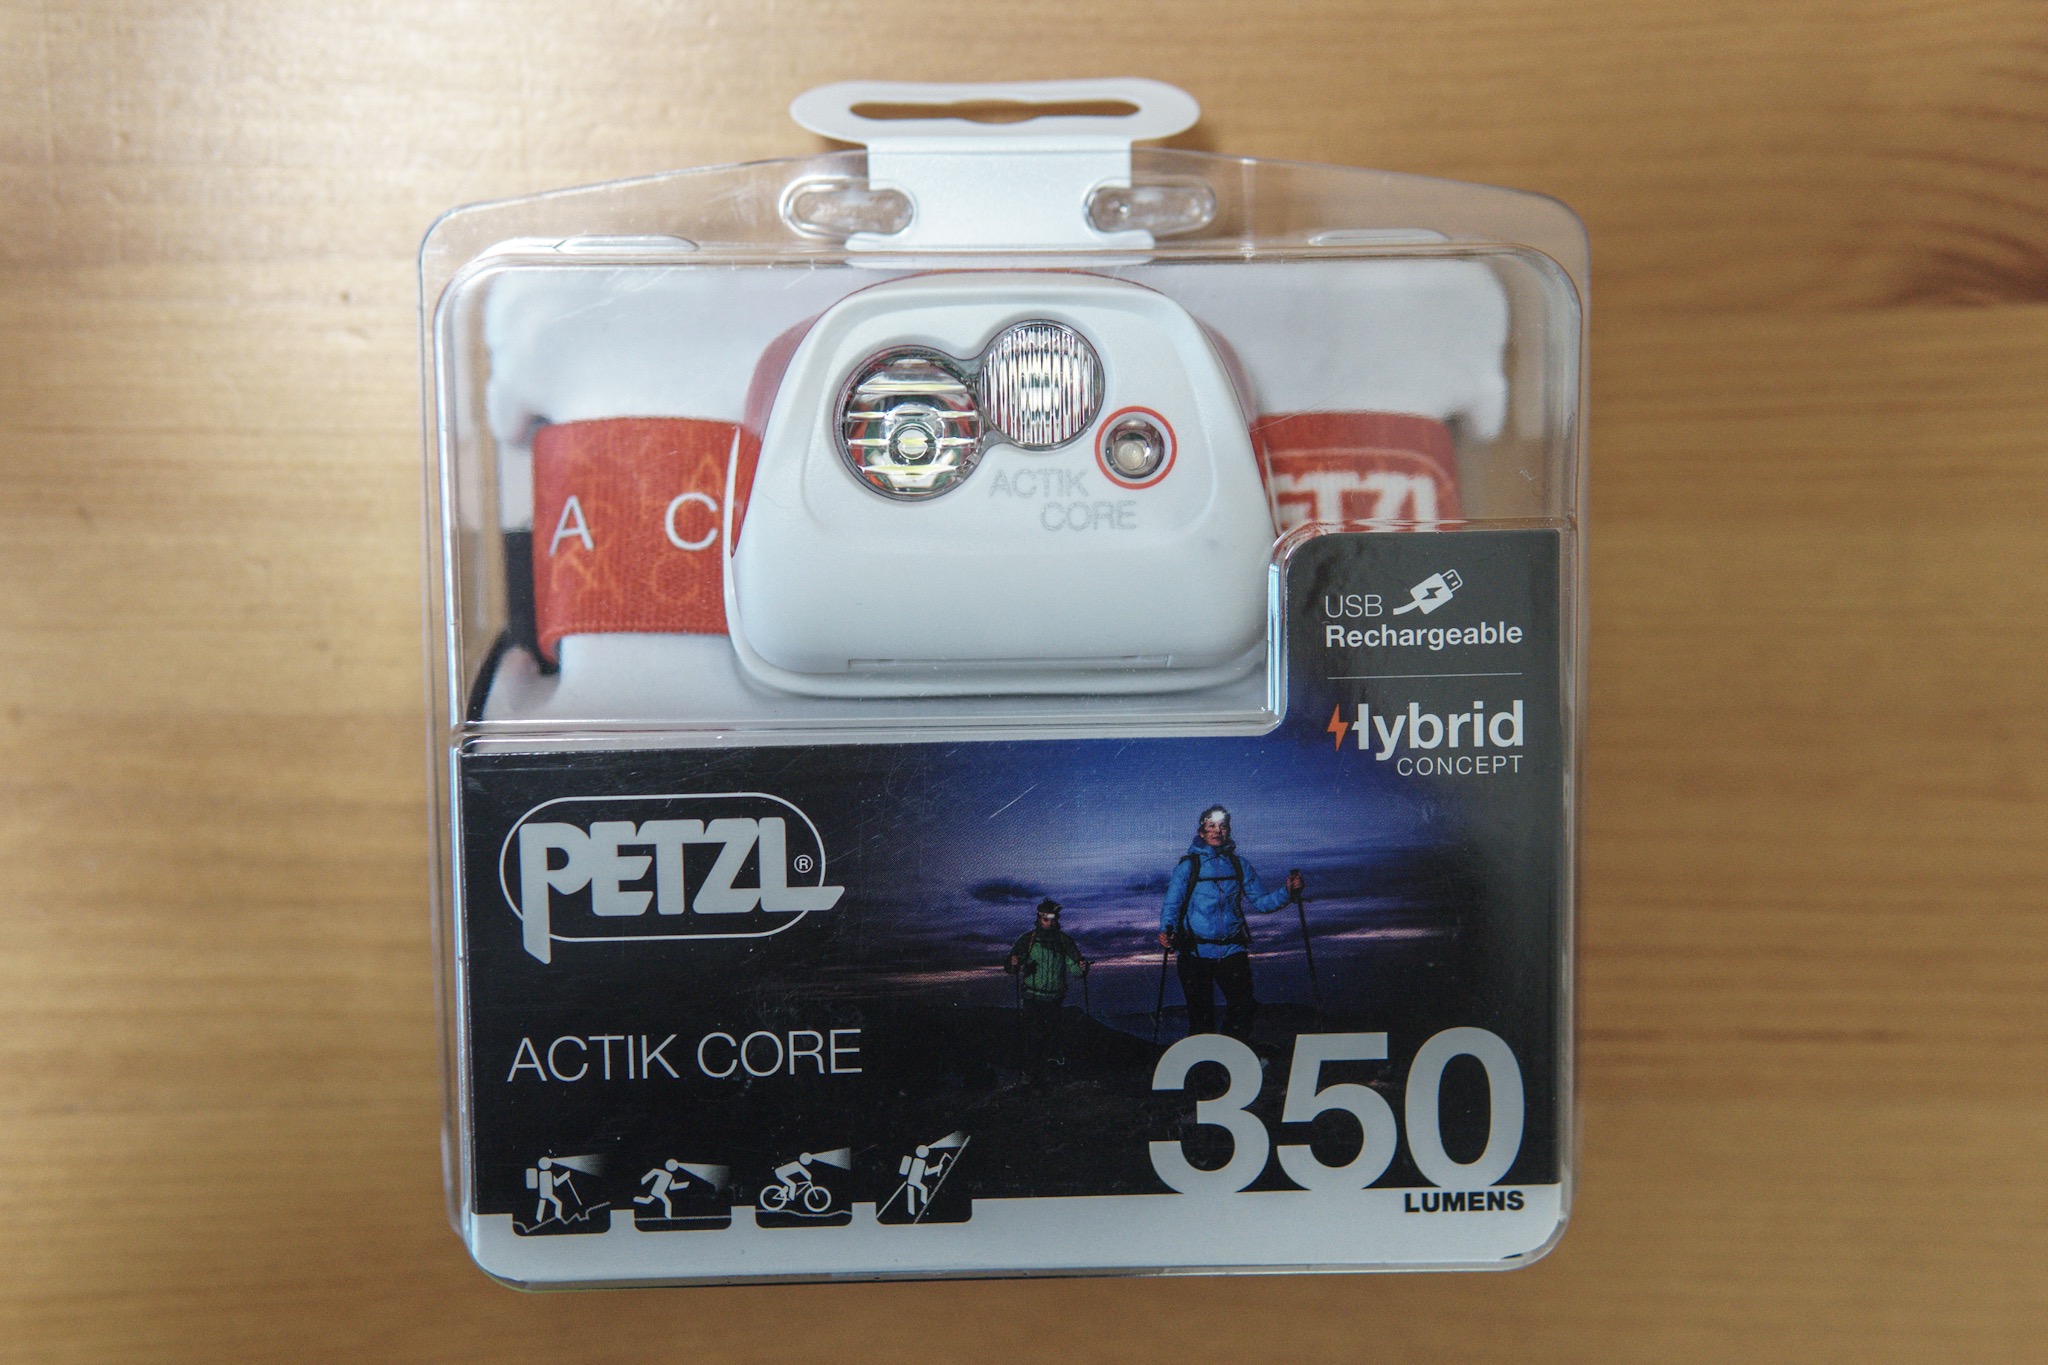 ACTIK
CORE
A C
PETZL
USB
Rechargeable
Hybrid
CONCEPT
PETZL®
ACTIK CORE
350
LUMENS